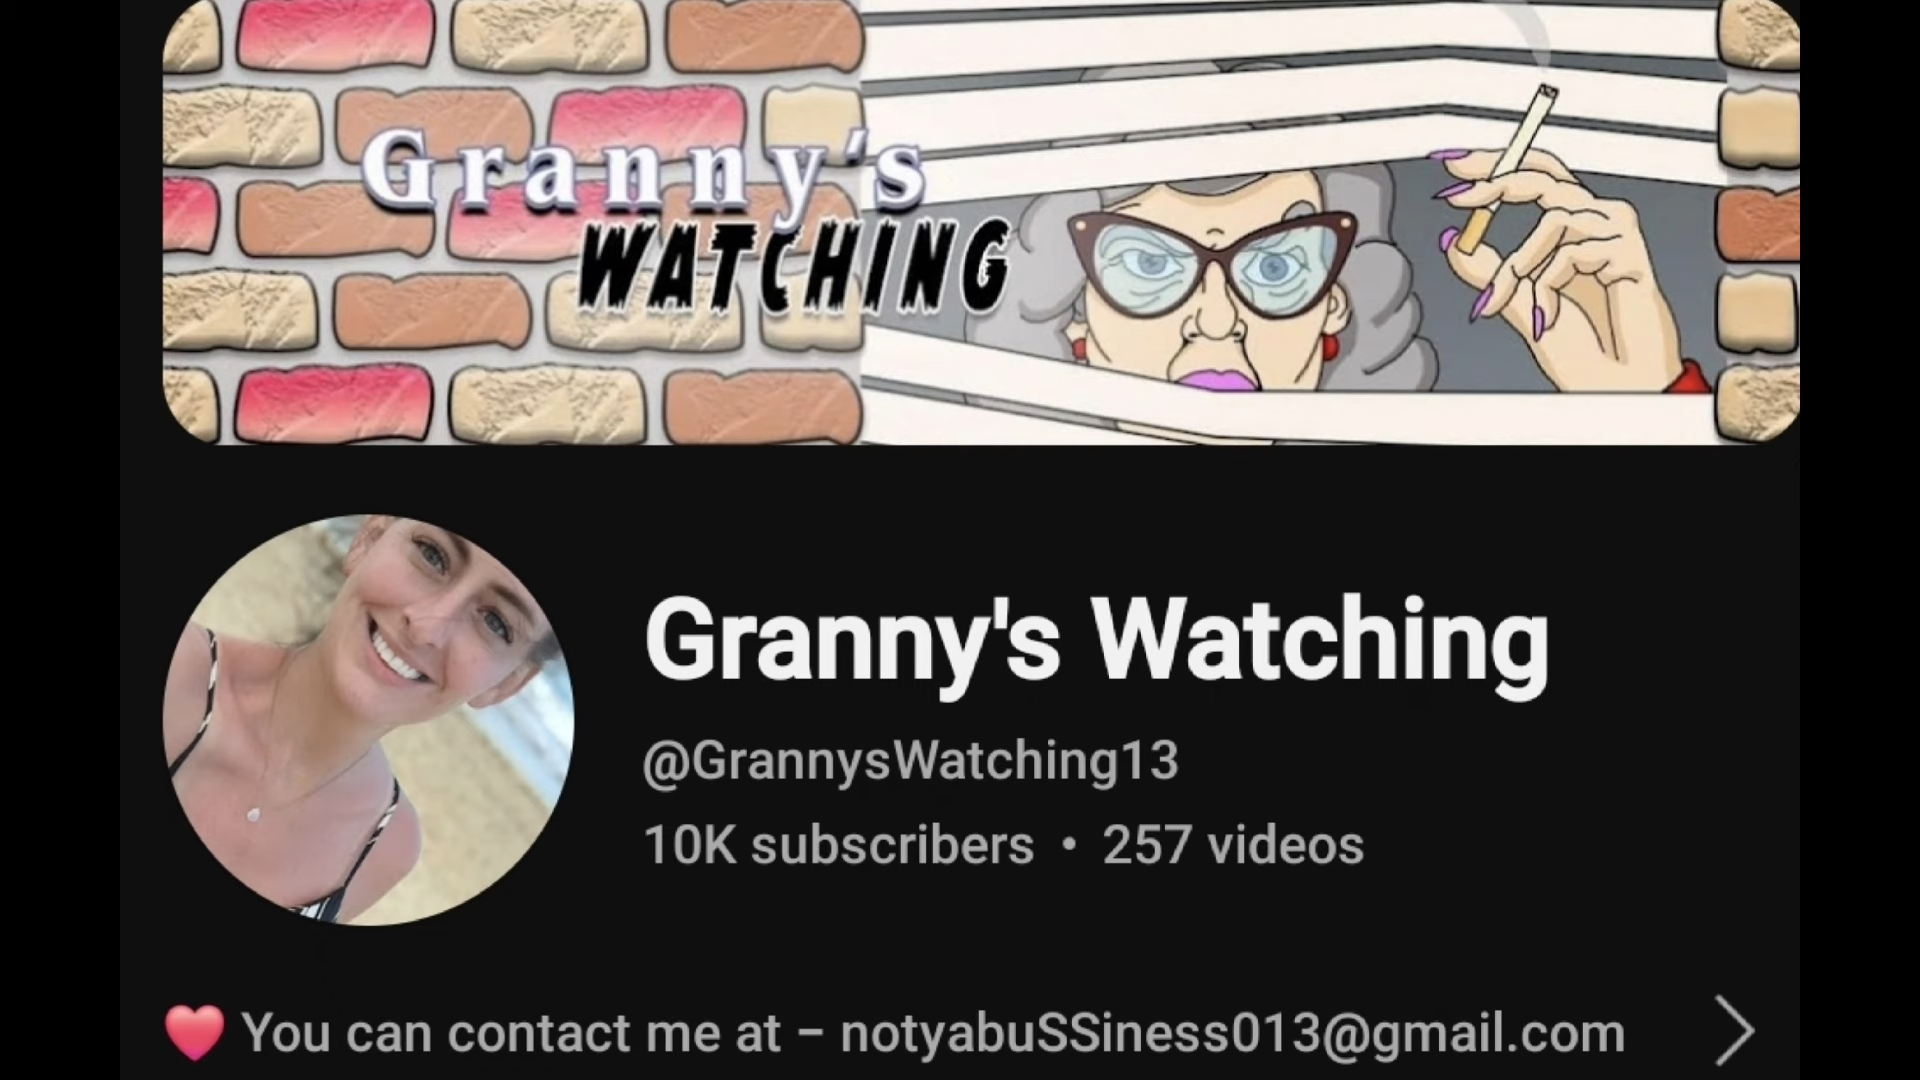 Granny's
WATCHING
Granny's Watching
@GrannysWatching13
10K subscribers • 257 videos
❤️ You can contact me at – notyabuSSiness013@gmail.com